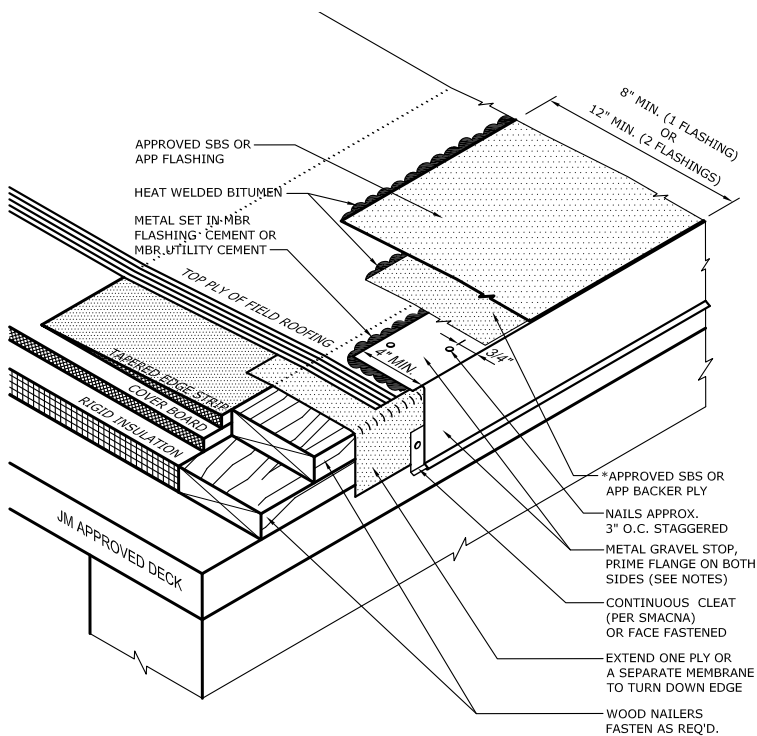 8" MIN. (1 FLASHING)
OR
12" MIN. (2 FLASHINGS)
APPROVED SBS OR
APP FLASHING
HEAT WELDED BITUMEN
METAL SET IN MBR
FLASHING CEMENT OR
MBR UTILITY CEMENT
TOP PLY OF FIELD ROOFING
4" MIN.
3/4"
TAPERED EDGE STRIP
COVER BOARD
RIGID INSULATION
JM APPROVED DECK
*APPROVED SBS OR
APP BACKER PLY
NAILS APPROX.
3" O.C. STAGGERED
METAL GRAVEL STOP,
PRIME FLANGE ON BOTH
SIDES (SEE NOTES)
CONTINUOUS CLEAT
(PER SMACNA)
OR FACE FASTENED
EXTEND ONE PLY OR
A SEPARATE MEMBRANE
TO TURN DOWN EDGE
WOOD NAILERS
FASTEN AS REQ'D.